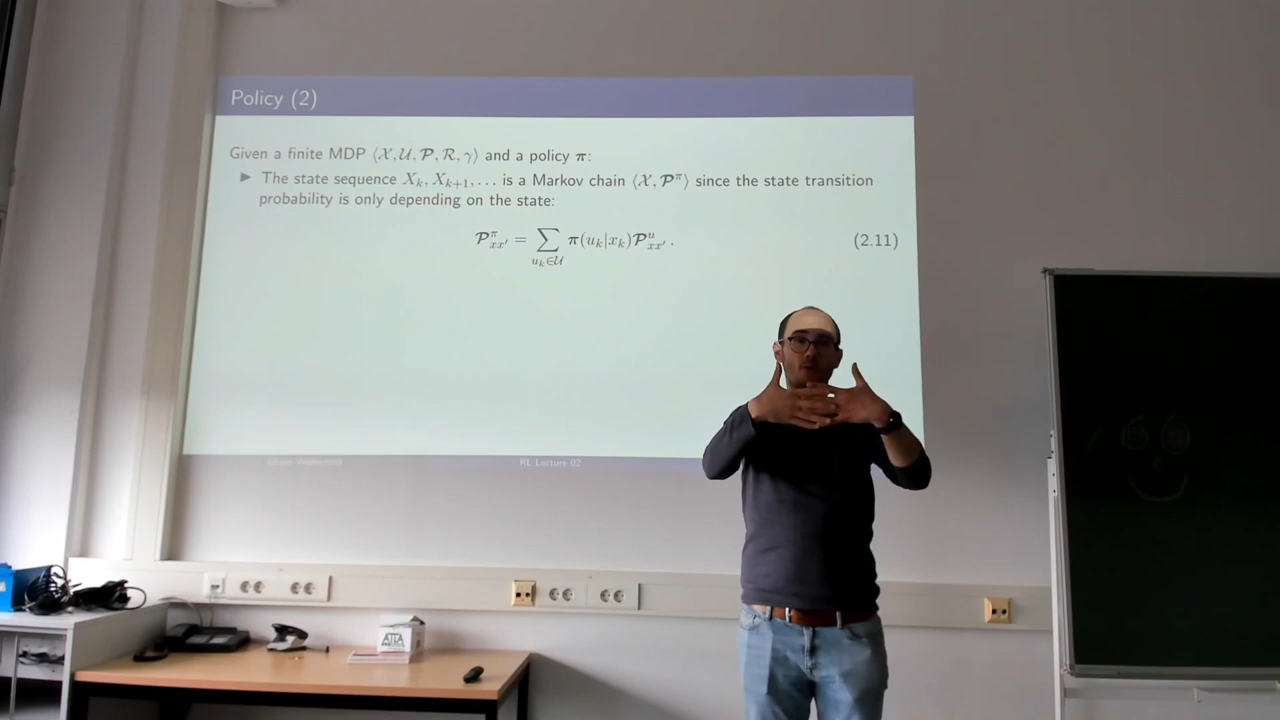 Policy (2)
Given a finite MDP ⟨𝒳, 𝒰, 𝓟, ℛ, γ⟩ and a policy π:
▶ The state sequence X_k, X_{k+1}, … is a Markov chain ⟨𝒳, 𝓟^π⟩ since the state transition
probability is only depending on the state:
𝓟^π_{xx′} = ∑_{u_k∈𝒰} π(u_k|x_k)𝓟^u_{xx′} . (2.11)
RL Lecture 02